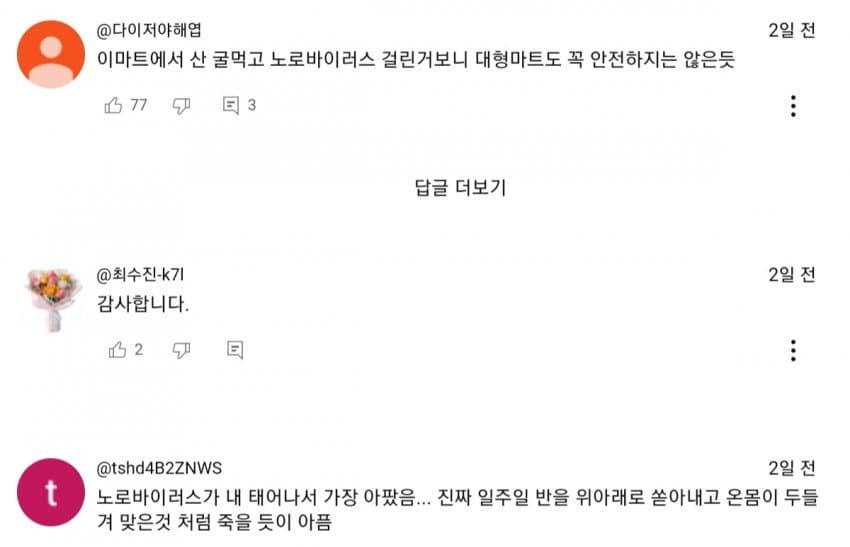 @다이저야해엽
2일 전
이마트에서 산 굴먹고 노로바이러스 걸린거보니 대형마트도 꼭 안전하지는 않은듯
77
3
답글 더보기
@최수진-k7l
2일 전
감사합니다.
2
t
@tshd4B2ZNWS
2일 전
노로바이러스가 내 태어나서 가장 아팠음... 진짜 일주일 반을 위아래로 쏟아내고 온몸이 두들
겨 맞은것 처럼 죽을 듯이 아픔